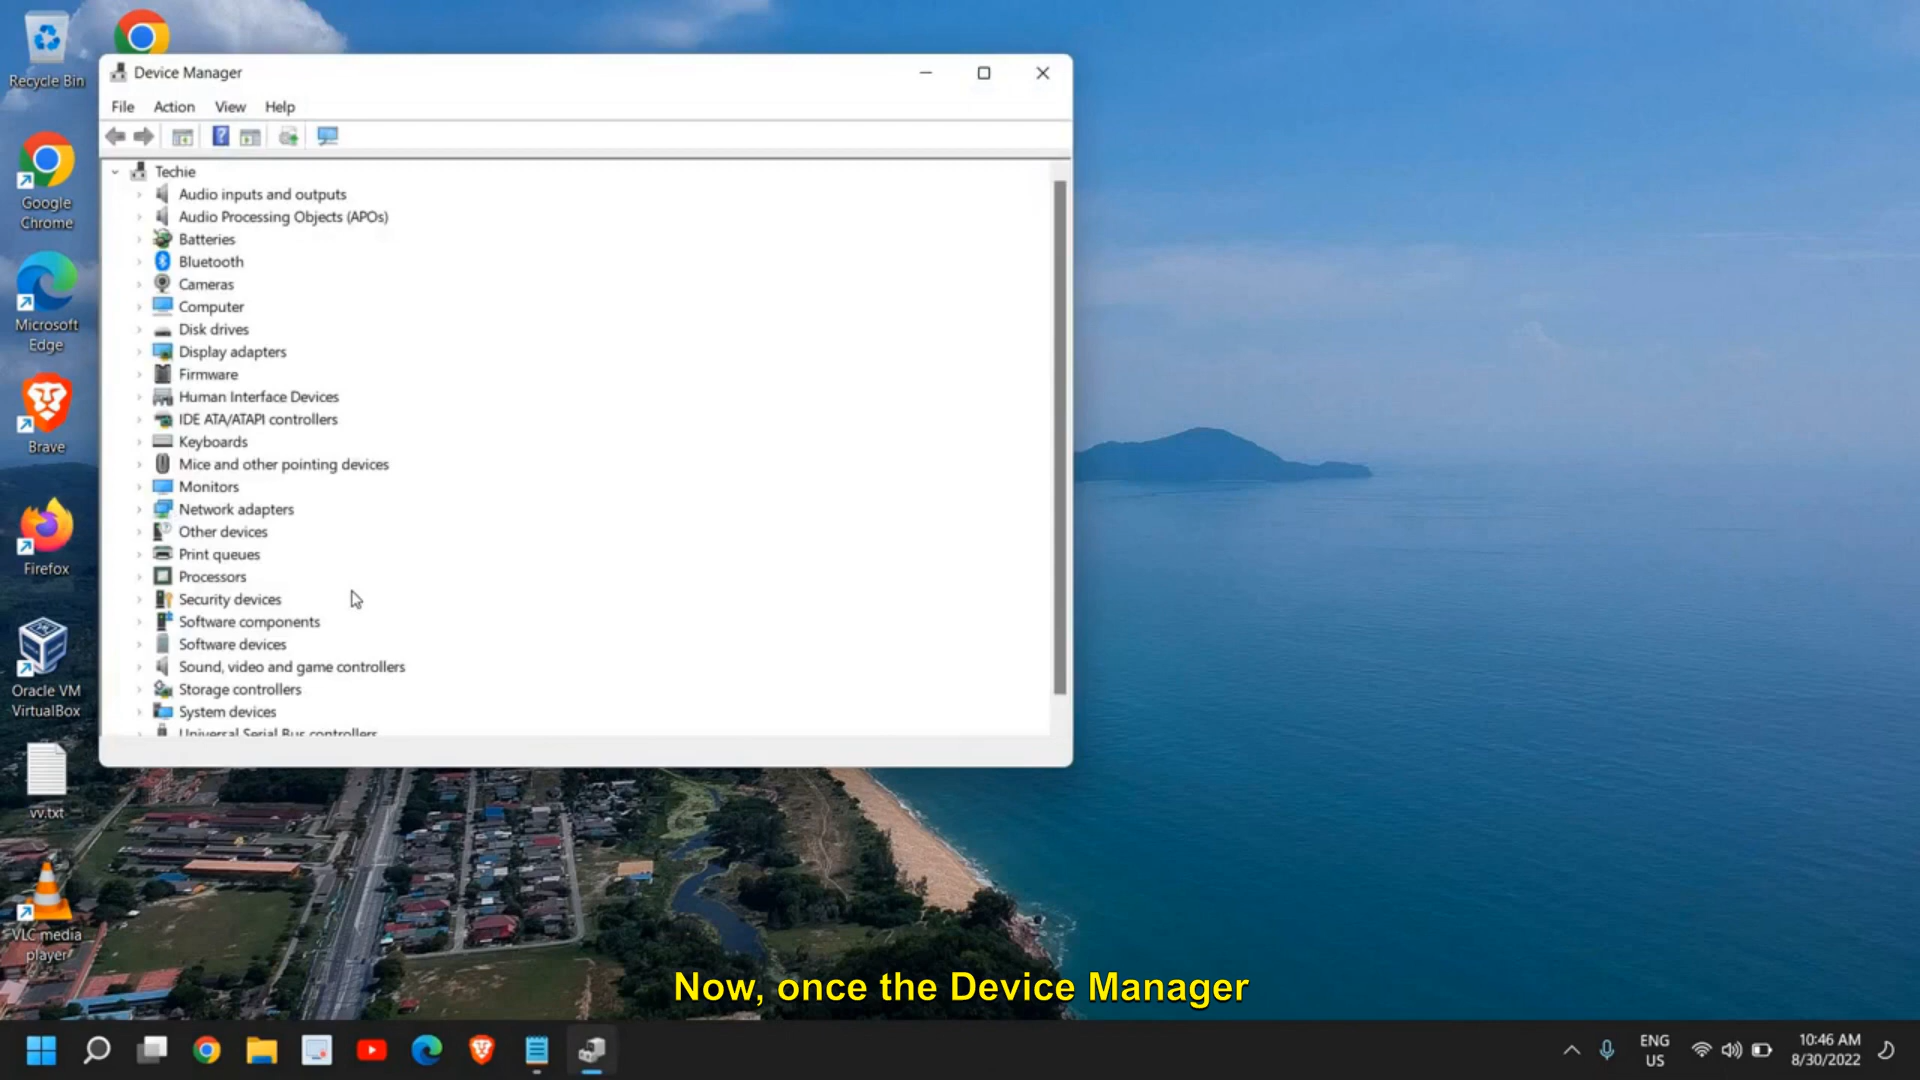 Recycle Bin
Device Manager
File Action View Help
Techie
Audio inputs and outputs
Audio Processing Objects (APOs)
Batteries
Bluetooth
Cameras
Computer
Disk drives
Display adapters
Firmware
Human Interface Devices
IDE ATA/ATAPI controllers
Keyboards
Mice and other pointing devices
Monitors
Network adapters
Other devices
Print queues
Processors
Security devices
Software components
Software devices
Sound, video and game controllers
Storage controllers
System devices
Universal Serial Bus controllers
Google
Chrome
Microsoft
Edge
Brave
Firefox
Oracle VM
VirtualBox
vv.txt
VLC media
player
Now, once the Device Manager
ENG
US
10:46 AM
8/30/2022